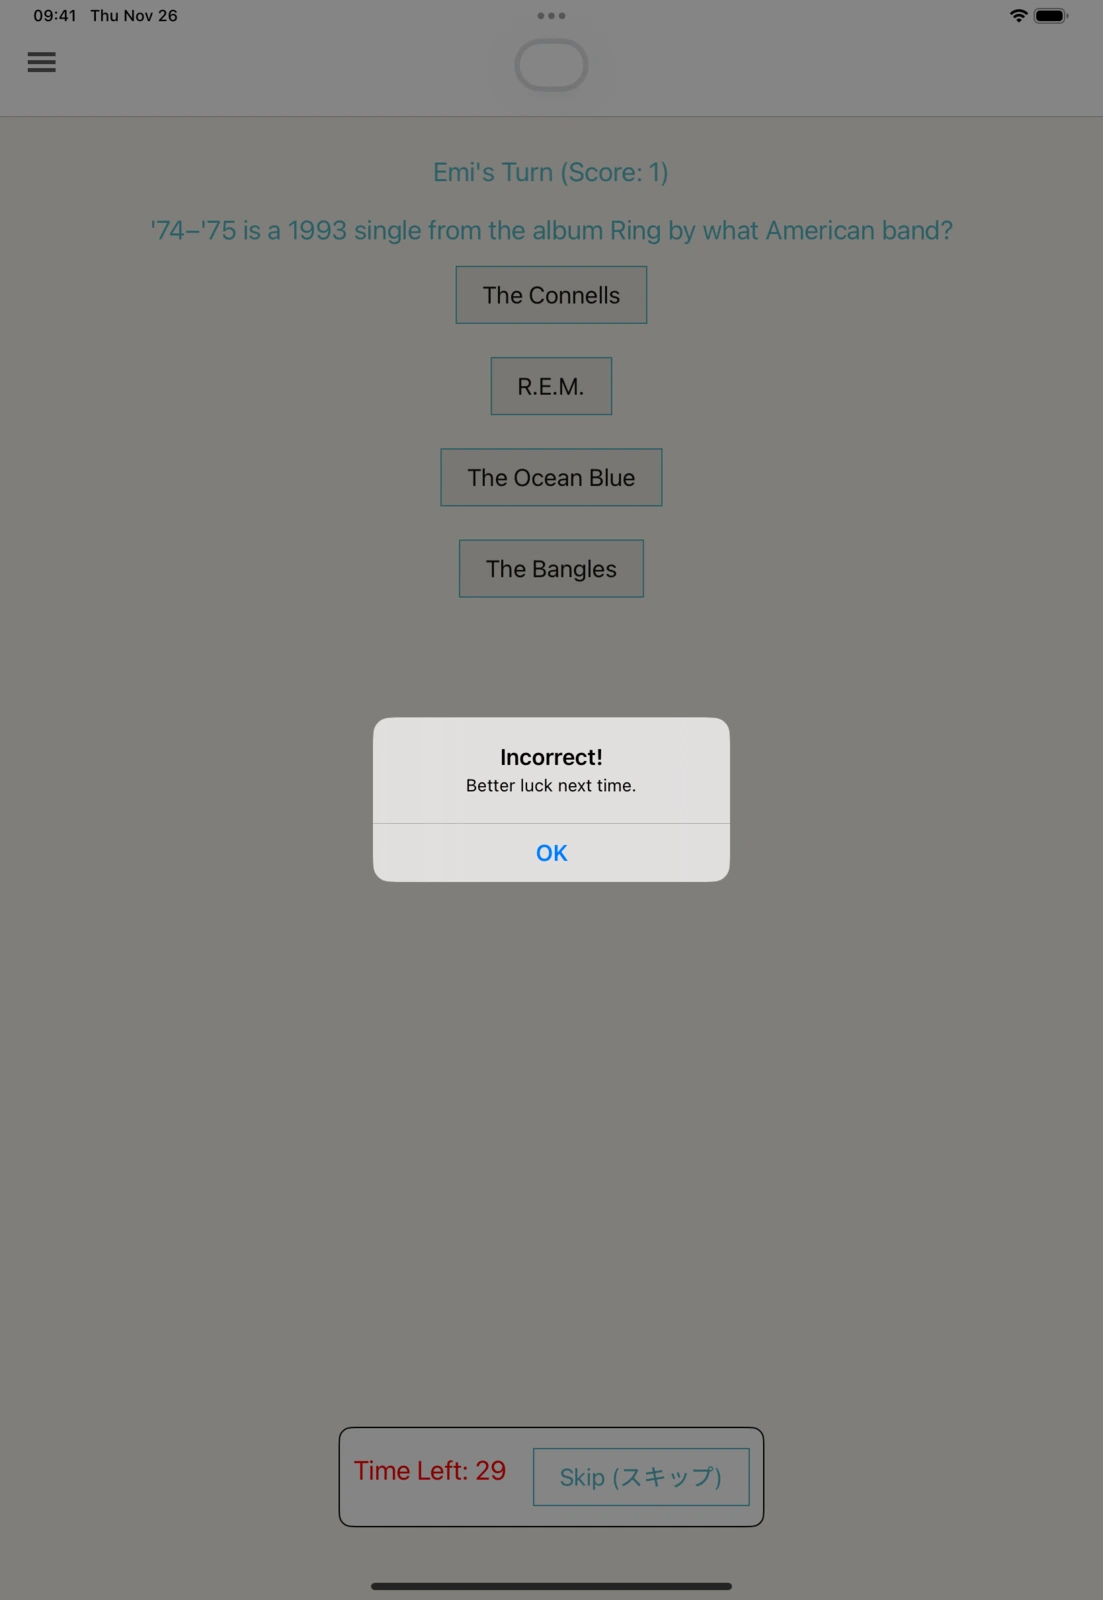 09:41 Thu Nov 26
Emi's Turn (Score: 1)
'74–'75 is a 1993 single from the album Ring by what American band?
The Connells
R.E.M.
The Ocean Blue
The Bangles
Incorrect!
Better luck next time.
OK
Time Left: 29
Skip (スキップ)